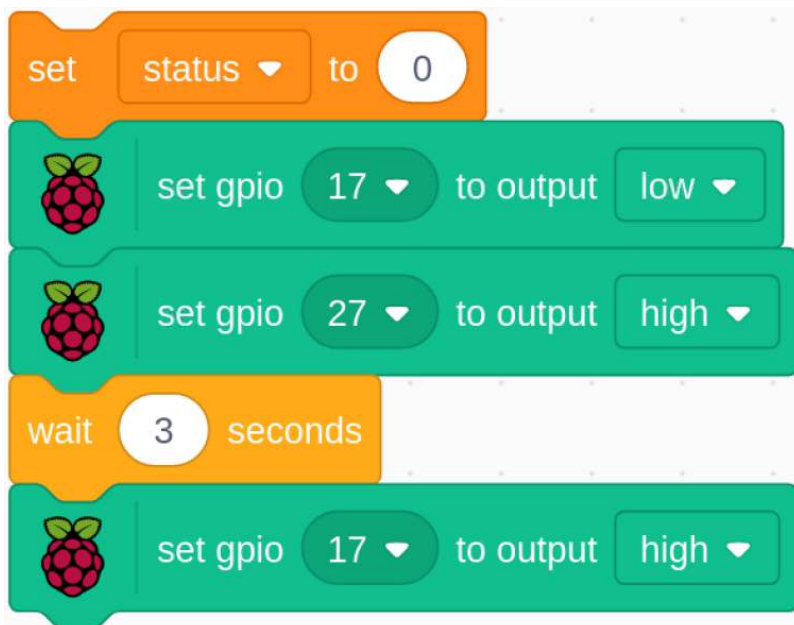 set status to 0
set gpio 17 to output low
set gpio 27 to output high
wait 3 seconds
set gpio 17 to output high